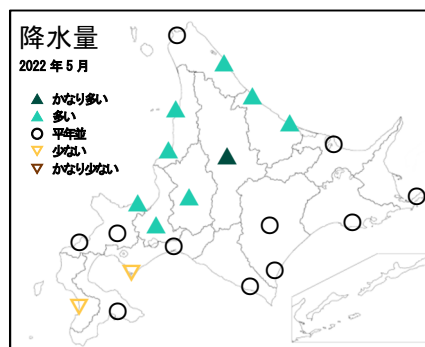 降水量
2022 年 5 月
かなり多い
多い
平年並
少ない
かなり少ない